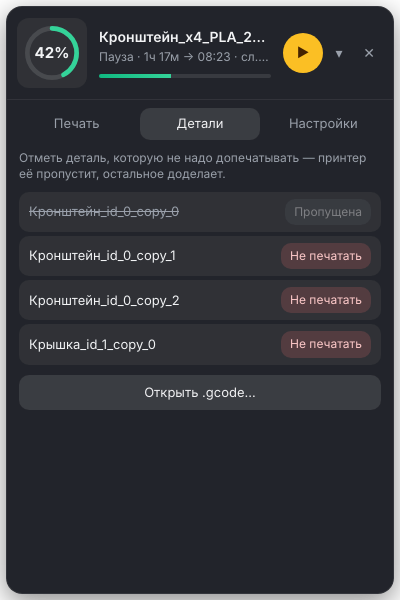 42%
Кронштейн_x4_PLA_2...
Пауза · 1ч 17м → 08:23 · сл....
Печать
Детали
Настройки
Отметь деталь, которую не надо допечатывать — принтер
её пропустит, остальное доделает.
Кронштейн_id_0_copy_0
Пропущена
Кронштейн_id_0_copy_1
Не печатать
Кронштейн_id_0_copy_2
Не печатать
Крышка_id_1_copy_0
Не печатать
Открыть .gcode...